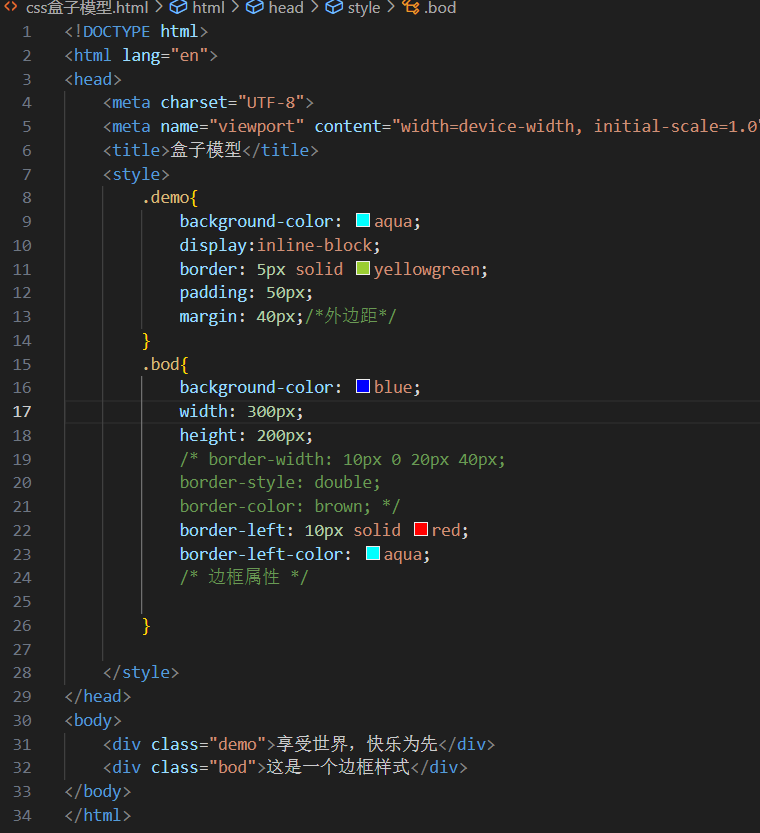 css盒子模型.html > html > head > style > .bod
1 <!DOCTYPE html>
2 <html lang="en">
3 <head>
4 <meta charset="UTF-8">
5 <meta name="viewport" content="width=device-width, initial-scale=1.0"
6 <title>盒子模型</title>
7 <style>
8 .demo{
9 background-color: aqua;
10 display:inline-block;
11 border: 5px solid yellowgreen;
12 padding: 50px;
13 margin: 40px;/*外边距*/
14 }
15 .bod{
16 background-color: blue;
17 width: 300px;
18 height: 200px;
19 /* border-width: 10px 0 20px 40px;
20 border-style: double;
21 border-color: brown; */
22 border-left: 10px solid red;
23 border-left-color: aqua;
24 /* 边框属性 */
25
26 }
27
28 </style>
29 </head>
30 <body>
31 <div class="demo">享受世界，快乐为先</div>
32 <div class="bod">这是一个边框样式</div>
33 </body>
34 </html>